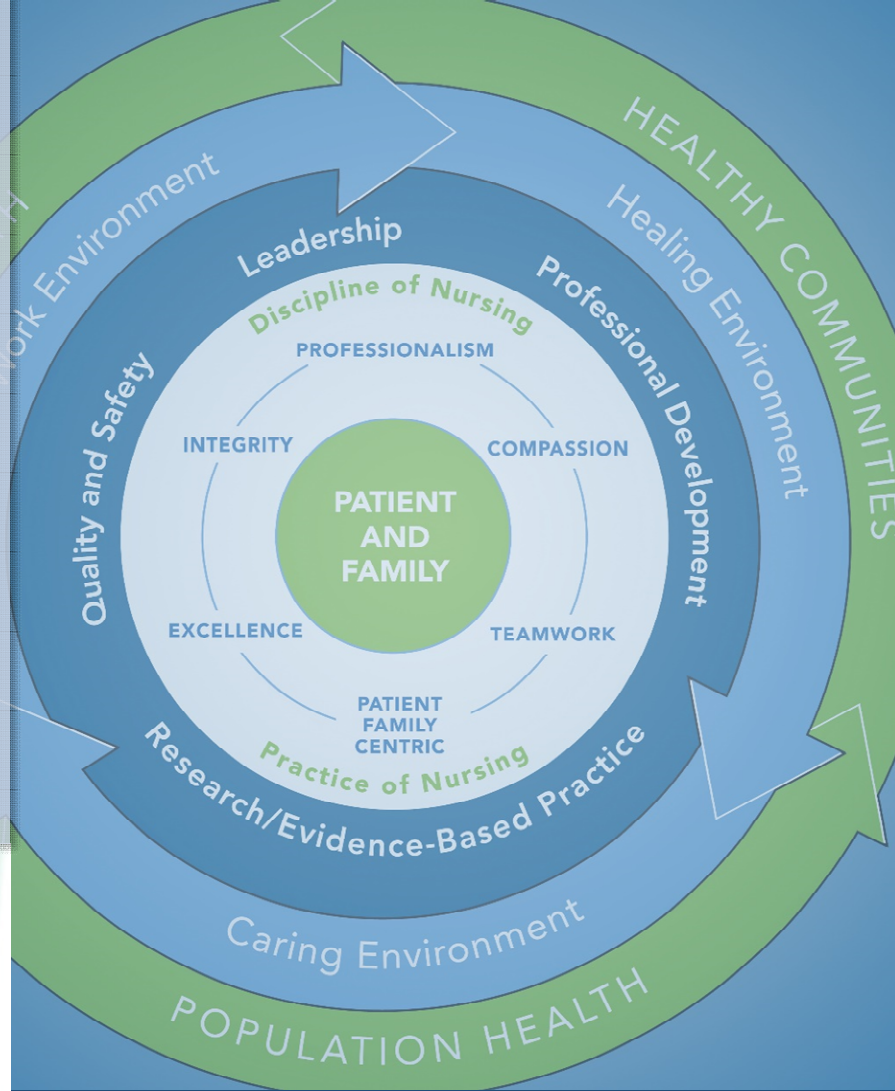 HEALTHY COMMUNITIES
Work Environment
Healing Environment
Leadership
Professional Development
Discipline of Nursing
PROFESSIONALISM
Quality and Safety
INTEGRITY
COMPASSION
PATIENT
AND
FAMILY
EXCELLENCE
TEAMWORK
PATIENT
FAMILY
CENTRIC
Practice of Nursing
Research/Evidence-Based Practice
Caring Environment
POPULATION HEALTH